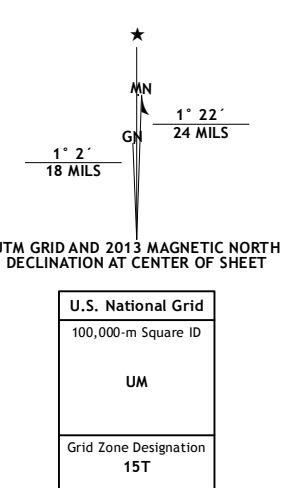 ★
MN
GN
1° 22´
24 MILS
1° 2´
18 MILS
UTM GRID AND 2013 MAGNETIC NORTH
DECLINATION AT CENTER OF SHEET
U.S. National Grid
100,000-m Square ID
UM
Grid Zone Designation
15T